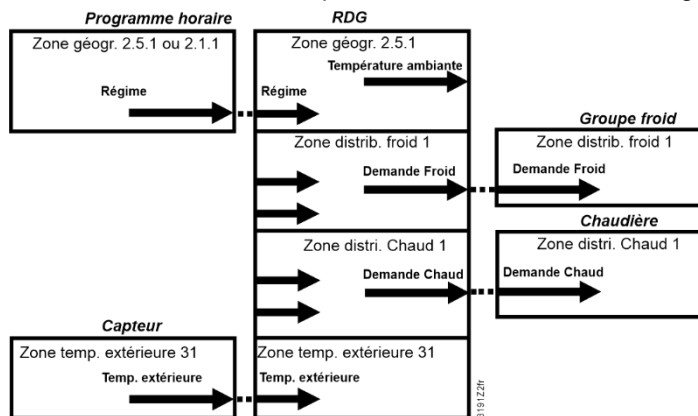 Programme horaire
RDG
Zone géogr. 2.5.1 ou 2.1.1
Zone géogr. 2.5.1
Température ambiante
Régime
Régime
Groupe froid
Zone distrib. froid 1
Zone distrib. froid 1
Demande Froid
Demande Froid
Chaudière
Zone distri. Chaud 1
Zone distri. Chaud 1
Demande Chaud
Demande Chaud
Capteur
Zone temp. extérieure 31
Zone temp. extérieure 31
Temp. extérieure
Temp. extérieure
3191Z2fr